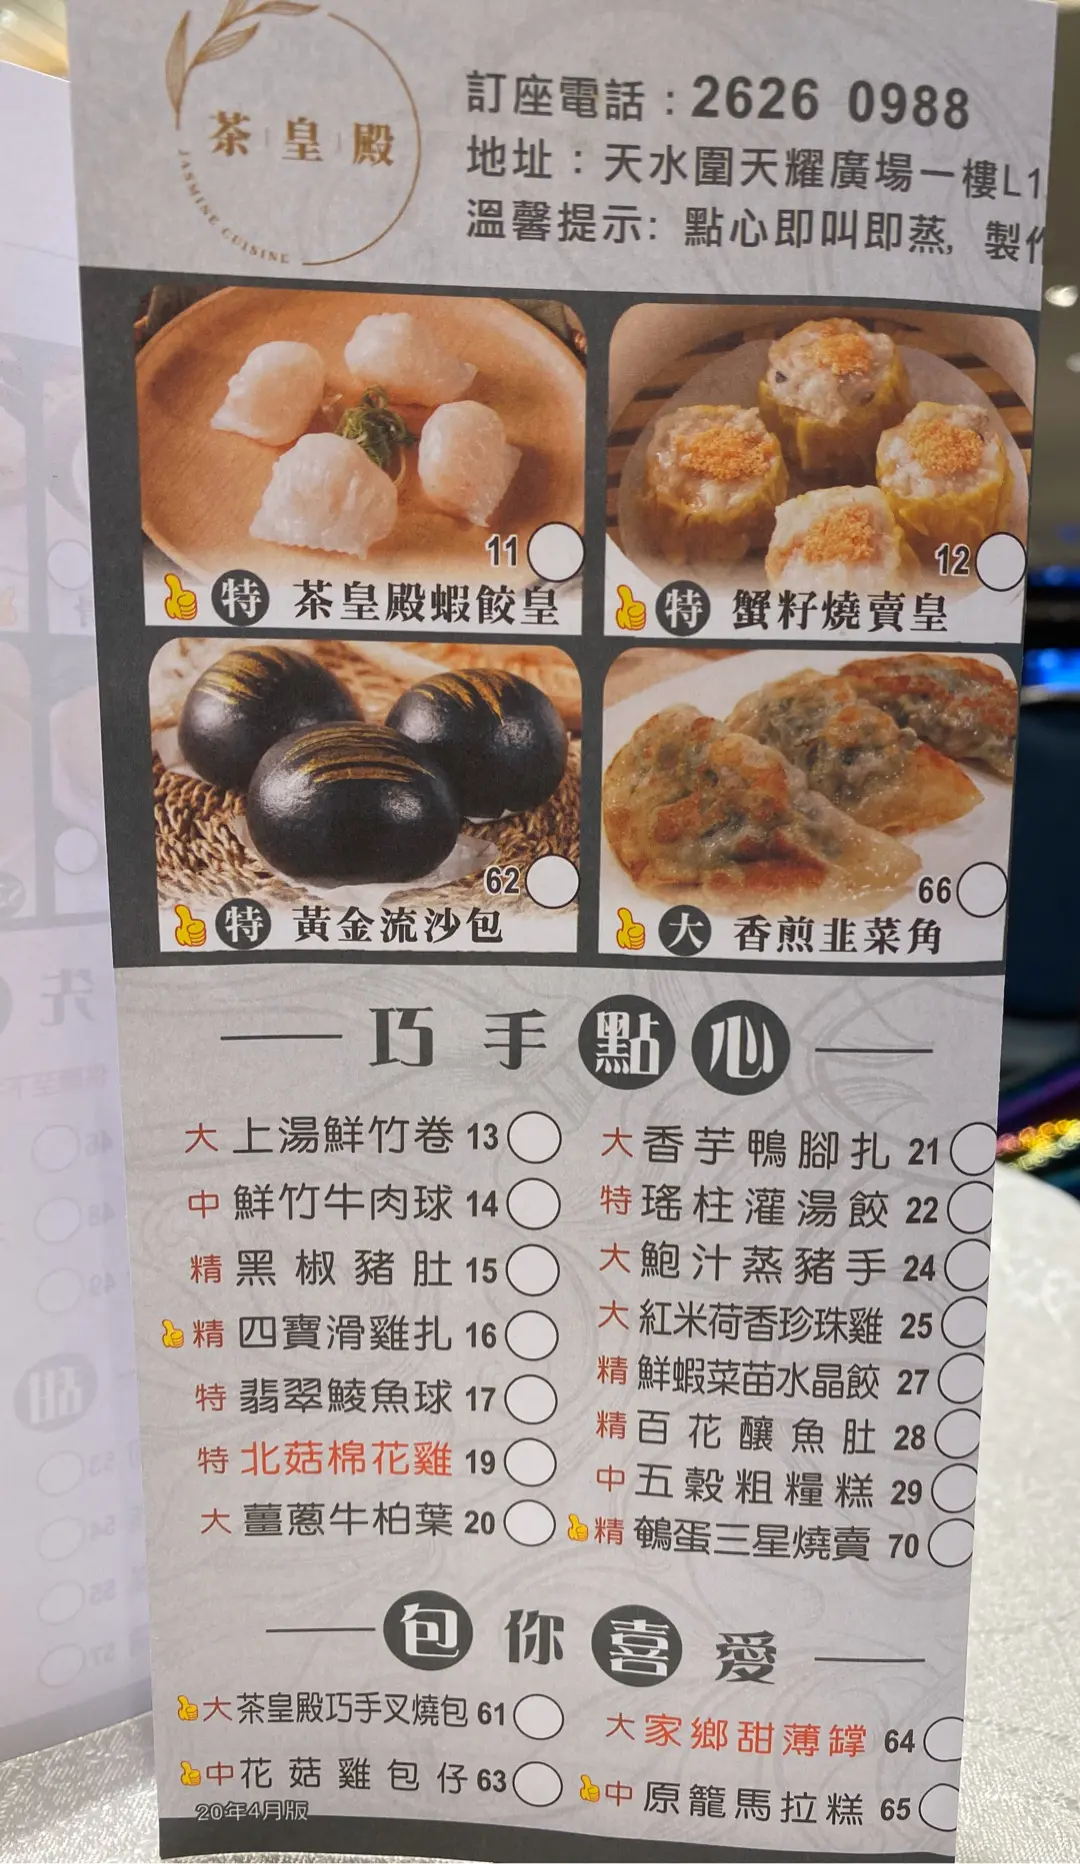 茶皇殿
JASMINE CUISINE
訂座電話：2626 0988
地址：天水圍天耀廣場一樓L1
溫馨提示: 點心即叫即蒸, 製作
11
特 茶皇殿蝦餃皇
12
特 蟹籽燒賣皇
62
特 黃金流沙包
66
大 香煎韭菜角
巧手點心
大 上湯鮮竹卷 13
中 鮮竹牛肉球 14
精 黑椒豬肚 15
精 四寶滑雞扎 16
特 翡翠鯪魚球 17
特 北菇棉花雞 19
大 薑蔥牛柏葉 20
大 香芋鴨腳扎 21
特 瑤柱灌湯餃 22
大 鮑汁蒸豬手 24
大 紅米荷香珍珠雞 25
精 鮮蝦菜苗水晶餃 27
精 百花釀魚肚 28
中 五穀粗糧糕 29
精 鵪蛋三星燒賣 70
包你喜愛
大 茶皇殿巧手叉燒包 61
中 花菇雞包仔 63
大 家鄉甜薄罉 64
中 原籠馬拉糕 65
20年4月版